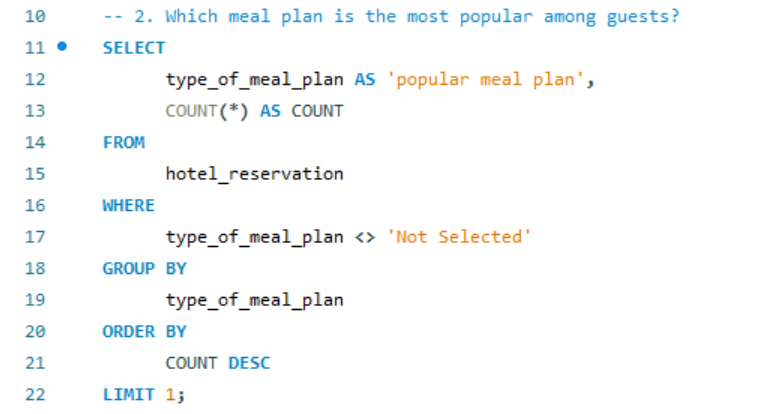 10 -- 2. Which meal plan is the most popular among guests?
11 SELECT
12 type_of_meal_plan AS 'popular meal plan',
13 COUNT(*) AS COUNT
14 FROM
15 hotel_reservation
16 WHERE
17 type_of_meal_plan <> 'Not Selected'
18 GROUP BY
19 type_of_meal_plan
20 ORDER BY
21 COUNT DESC
22 LIMIT 1;